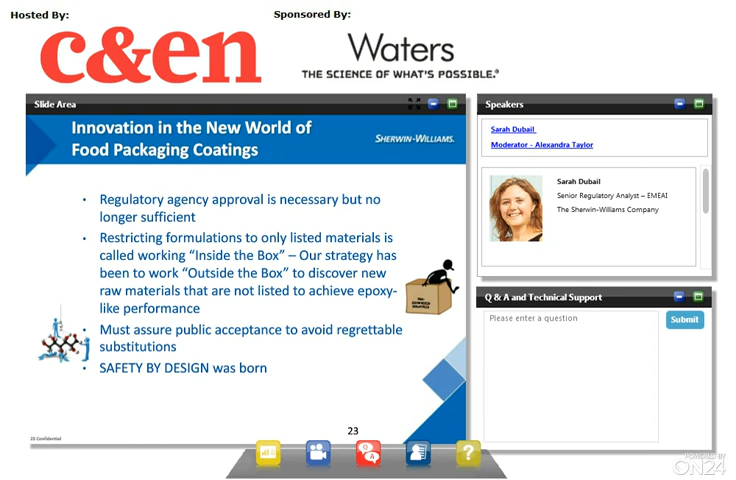 Hosted By:
Sponsored By:
c&en
Waters
THE SCIENCE OF WHAT'S POSSIBLE.®
Slide Area
Innovation in the New World of
Food Packaging Coatings
SHERWIN-WILLIAMS.
• Regulatory agency approval is necessary but no
longer sufficient
• Restricting formulations to only listed materials is
called working "Inside the Box" – Our strategy has
been to work "Outside the Box" to discover new
raw materials that are not listed to achieve epoxy-
like performance
• Must assure public acceptance to avoid regrettable
substitutions
• SAFETY BY DESIGN was born
23 Confidential
23
Speakers
Sarah Dubail
Moderator - Alexandra Taylor
Sarah Dubail
Senior Regulatory Analyst – EMEAI
The Sherwin-Williams Company
Q & A and Technical Support
Please enter a question
Submit
Q
A
?
POWERED BY
ON24